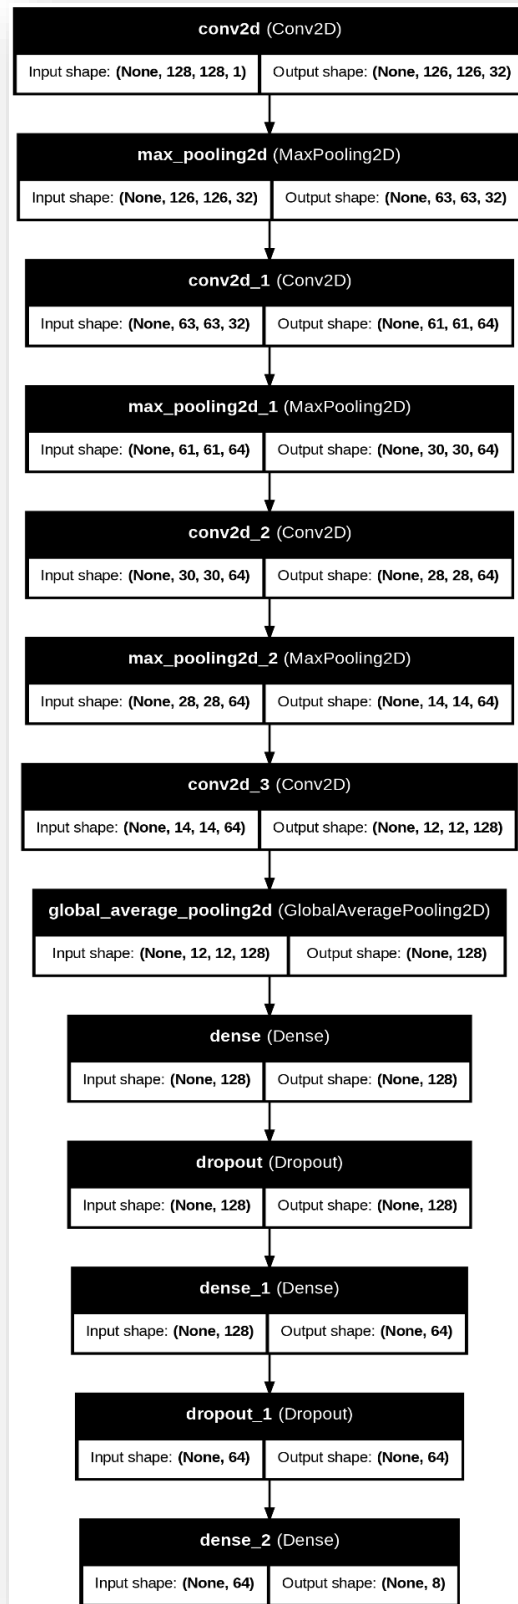 conv2d (Conv2D)
Input shape: (None, 128, 128, 1) Output shape: (None, 126, 126, 32)
max_pooling2d (MaxPooling2D)
Input shape: (None, 126, 126, 32) Output shape: (None, 63, 63, 32)
conv2d_1 (Conv2D)
Input shape: (None, 63, 63, 32) Output shape: (None, 61, 61, 64)
max_pooling2d_1 (MaxPooling2D)
Input shape: (None, 61, 61, 64) Output shape: (None, 30, 30, 64)
conv2d_2 (Conv2D)
Input shape: (None, 30, 30, 64) Output shape: (None, 28, 28, 64)
max_pooling2d_2 (MaxPooling2D)
Input shape: (None, 28, 28, 64) Output shape: (None, 14, 14, 64)
conv2d_3 (Conv2D)
Input shape: (None, 14, 14, 64) Output shape: (None, 12, 12, 128)
global_average_pooling2d (GlobalAveragePooling2D)
Input shape: (None, 12, 12, 128) Output shape: (None, 128)
dense (Dense)
Input shape: (None, 128) Output shape: (None, 128)
dropout (Dropout)
Input shape: (None, 128) Output shape: (None, 128)
dense_1 (Dense)
Input shape: (None, 128) Output shape: (None, 64)
dropout_1 (Dropout)
Input shape: (None, 64) Output shape: (None, 64)
dense_2 (Dense)
Input shape: (None, 64) Output shape: (None, 8)